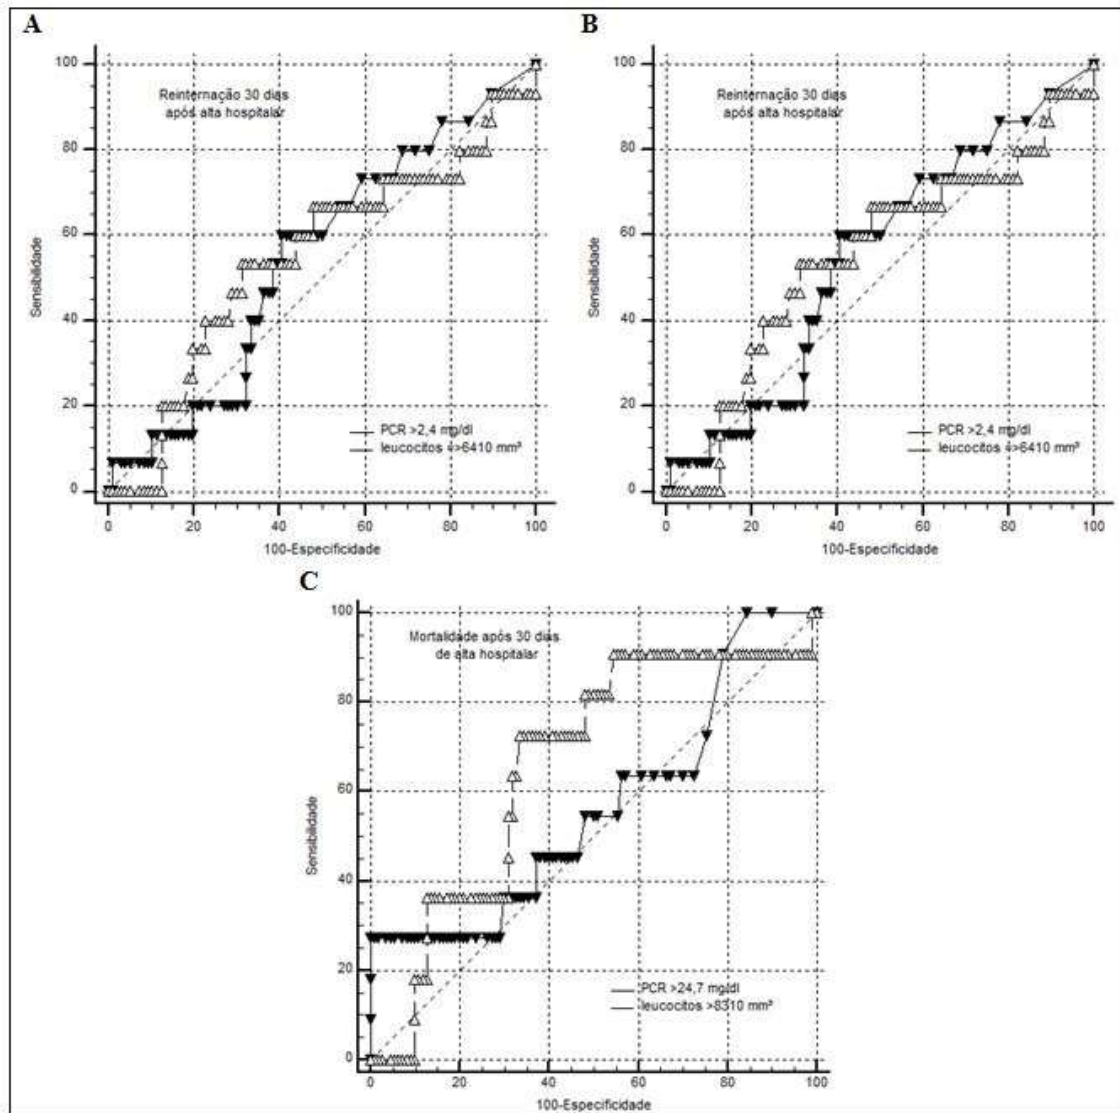 A
Reinternação 30 dias
após alta hospitalar
Sensibilidade
100
80
60
40
20
0
PCR >2,4 mg/dl
leucocitos <>6410 mm³
0 20 40 60 80 100
100-Especificidade
B
Reinternação 30 dias
após alta hospitalar
Sensibilidade
100
80
60
40
20
0
PCR >2,4 mg/dl
leucocitos <>6410 mm³
0 20 40 60 80 100
100-Especificidade
C
Mortalidade após 30 dias
de alta hospitalar
Sensibilidade
100
80
60
40
20
0
PCR >24,7 mg/dl
leucocitos >8310 mm³
0 20 40 60 80 100
100-Especificidade